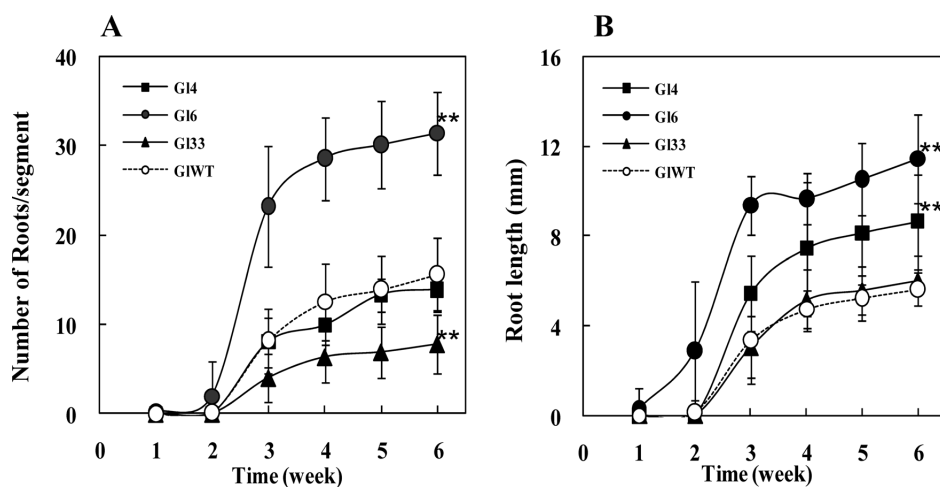 A
Number of Roots/segment
40
30
20
10
0
Gl4
Gl6
Gl33
GlWT
**
**
0 1 2 3 4 5 6
Time (week)
B
Root length (mm)
16
12
8
4
0
Gl4
Gl6
Gl33
GlWT
**
**
0 1 2 3 4 5 6
Time (week)